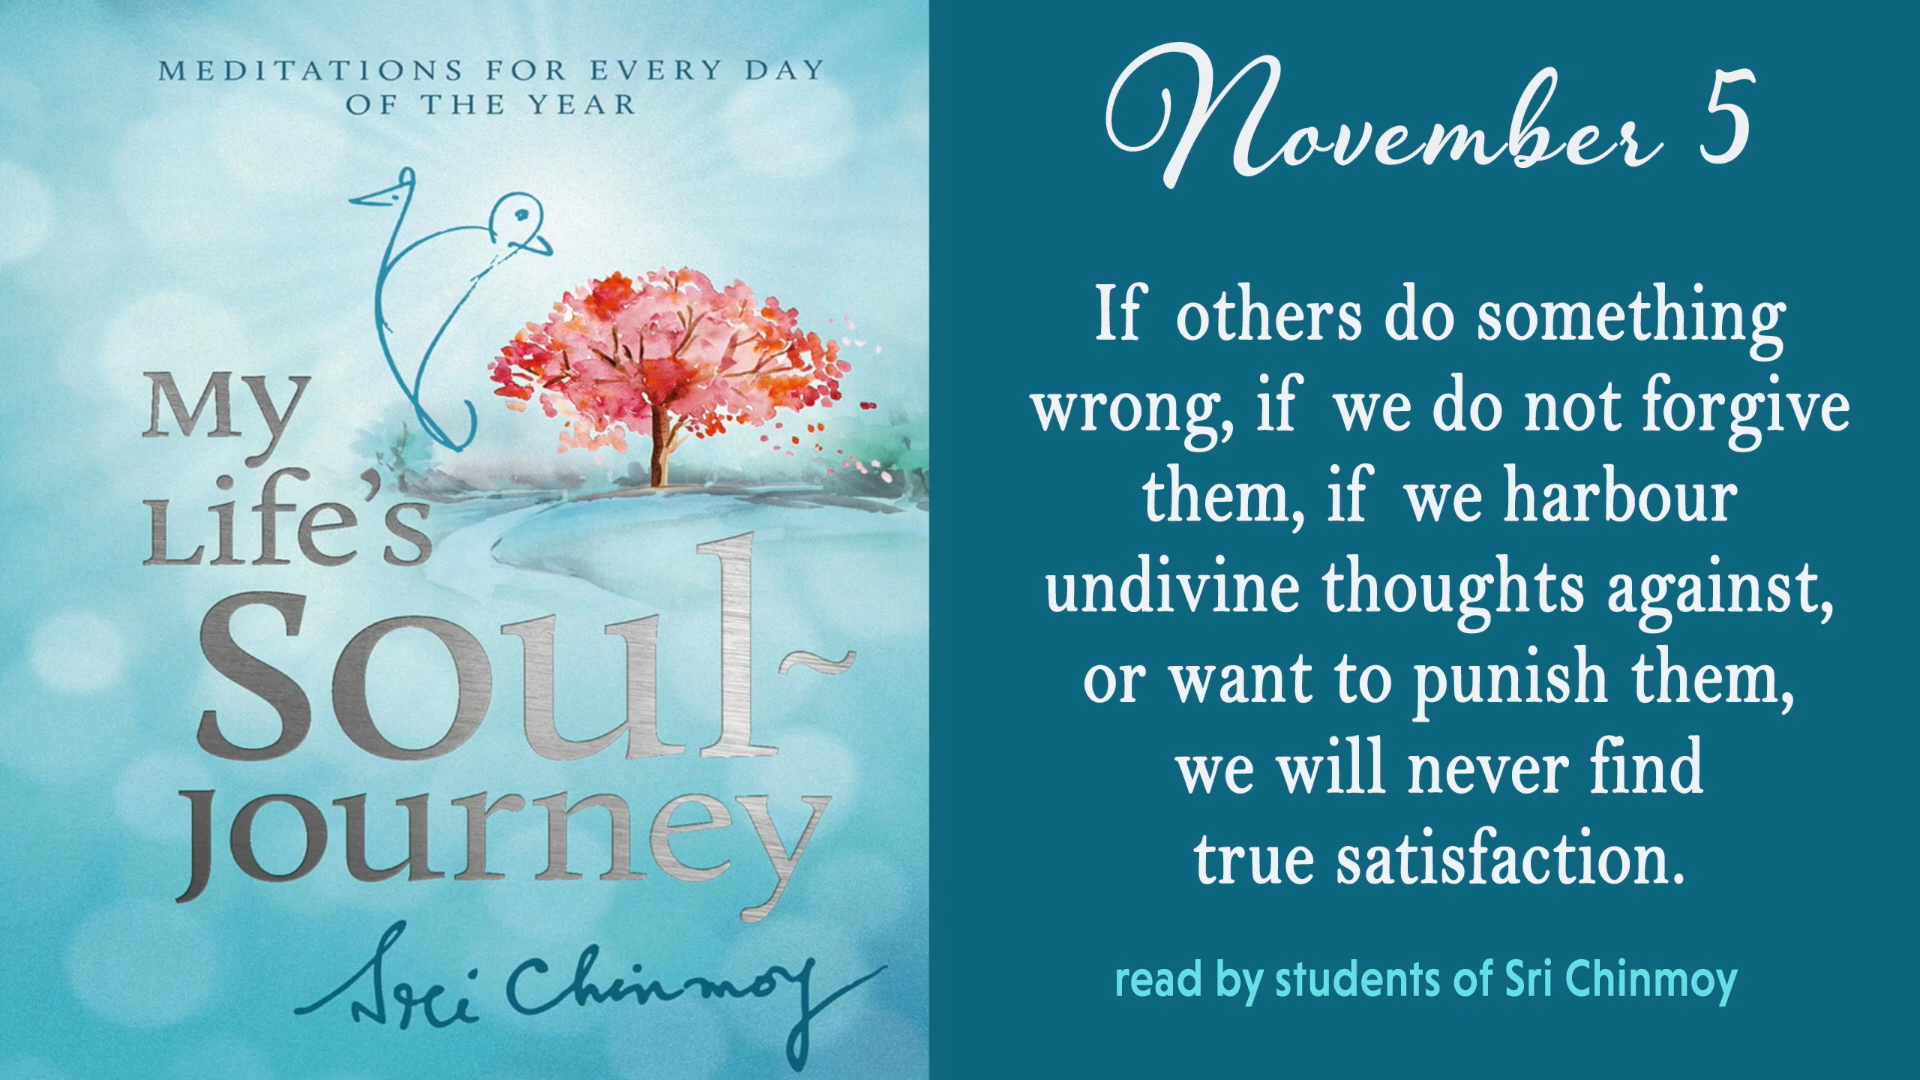 MEDITATIONS FOR EVERY DAY
OF THE YEAR
My
Life's
Soul-
Journey
Sri Chinmoy
November 5
If others do something
wrong, if we do not forgive
them, if we harbour
undivine thoughts against,
or want to punish them,
we will never find
true satisfaction.
read by students of Sri Chinmoy